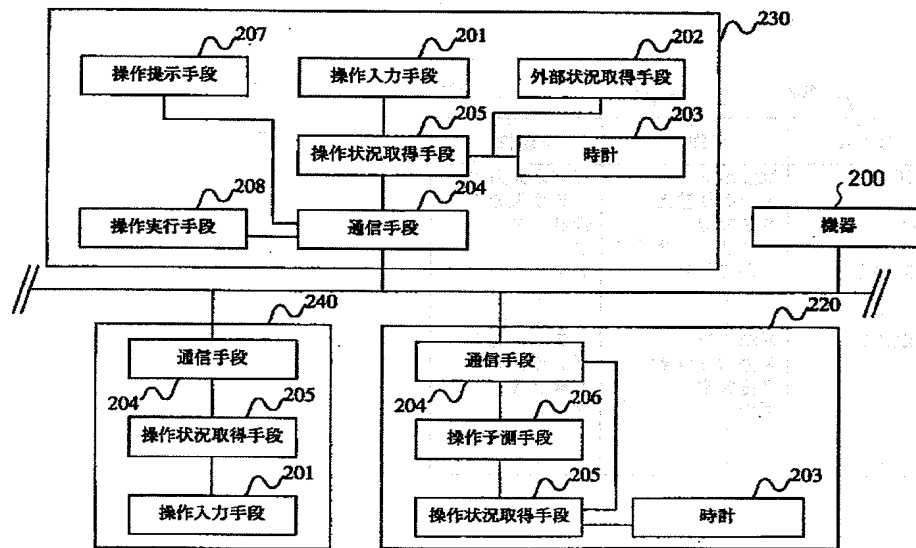 207
201
202
230
操作提示手段
操作入力手段
外部状況取得手段
205
203
操作状況取得手段
時計
208
204
200
操作実行手段
通信手段
機器
240
220
通信手段
通信手段
204
205
204
206
操作状況取得手段
操作予測手段
201
205
203
操作入力手段
操作状況取得手段
時計